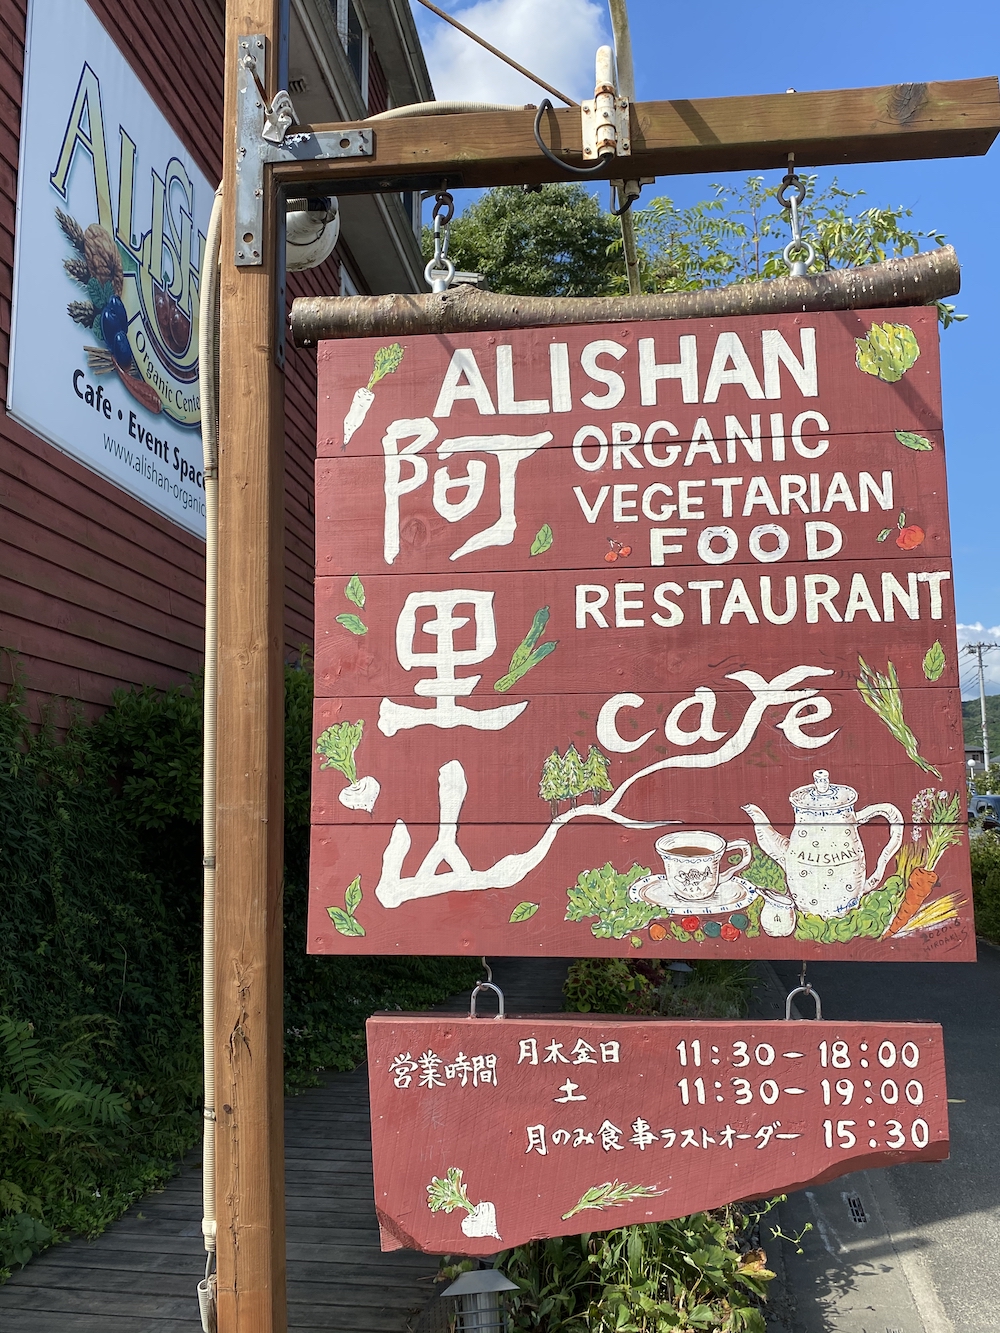 ALISHAN
Organic Cente
Cafe • Event Space
www.alishan-organic
ALISHAN
阿里山
ORGANIC
VEGETARIAN
FOOD
RESTAURANT
cafe
ALISHAN
営業時間
月木金日 11:30-18:00
土 11:30-19:00
月のみ食事ラストオーダー 15:30